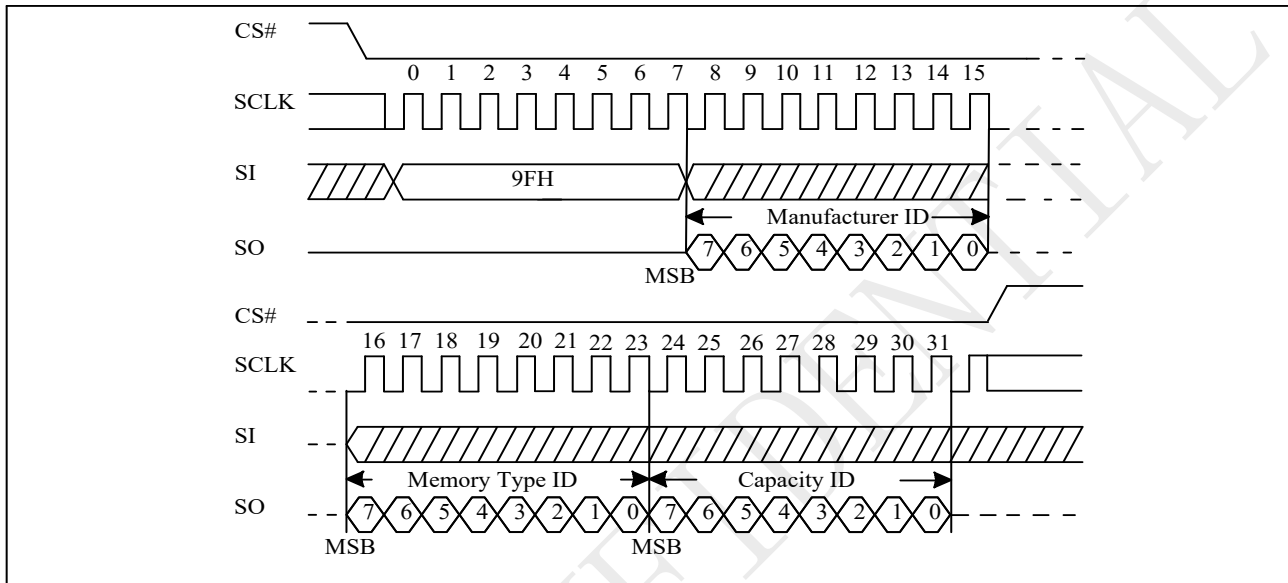 CS#
0 1 2 3 4 5 6 7 8 9 10 11 12 13 14 15
SCLK
SI 9FH
Manufacturer ID
SO 7 6 5 4 3 2 1 0
MSB
CS#
16 17 18 19 20 21 22 23 24 25 26 27 28 29 30 31
SCLK
SI
Memory Type ID Capacity ID
SO 7 6 5 4 3 2 1 0 7 6 5 4 3 2 1 0
MSB MSB